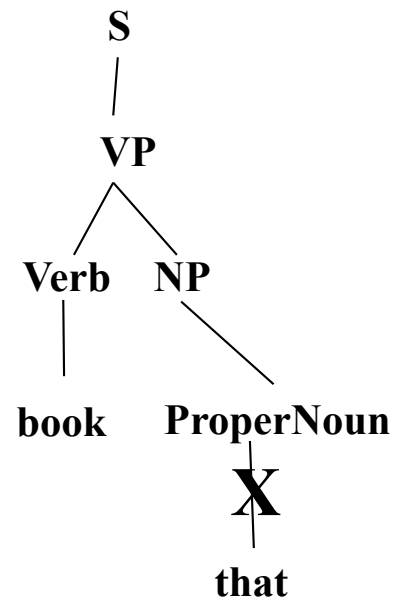 S
VP
Verb NP
book ProperNoun
X
that